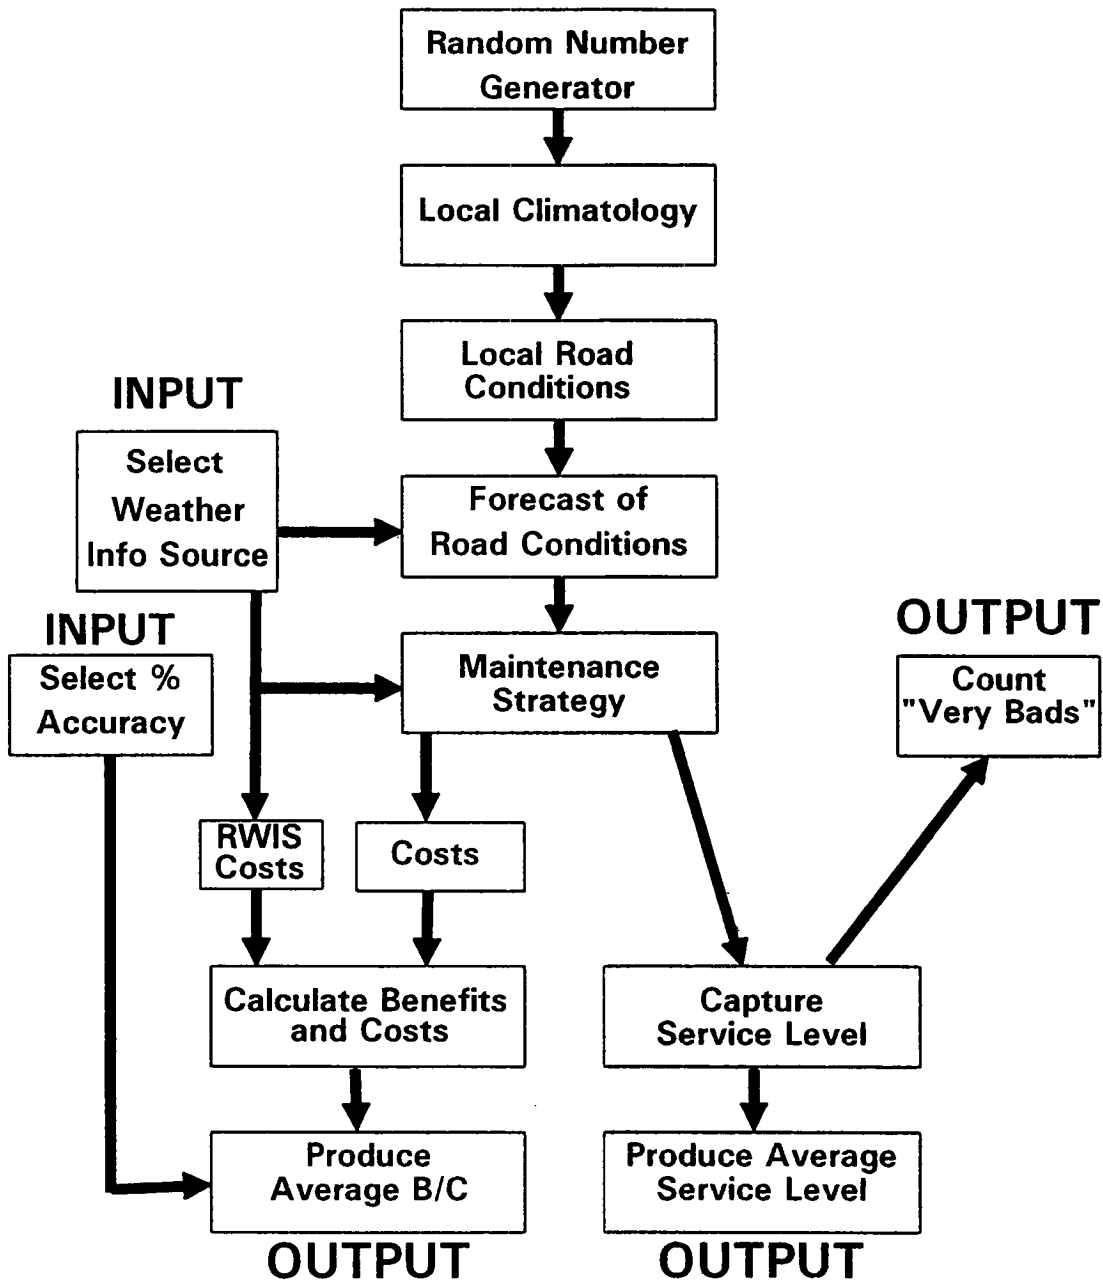 Random Number
Generator
Local Climatology
Local Road
Conditions
INPUT
Select
Weather
Info Source
Forecast of
Road Conditions
INPUT
Select %
Accuracy
Maintenance
Strategy
OUTPUT
Count
"Very Bads"
RWIS
Costs
Costs
Calculate Benefits
and Costs
Capture
Service Level
Produce
Average B/C
OUTPUT
Produce Average
Service Level
OUTPUT